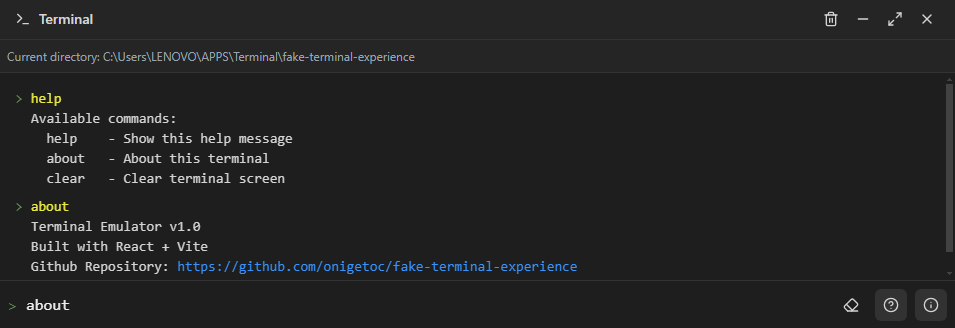 Terminal
Current directory: C:\Users\LENOVO\APPS\Terminal\fake-terminal-experience
> help
Available commands:
help - Show this help message
about - About this terminal
clear - Clear terminal screen
> about
Terminal Emulator v1.0
Built with React + Vite
Github Repository: https://github.com/onigetoc/fake-terminal-experience
> about